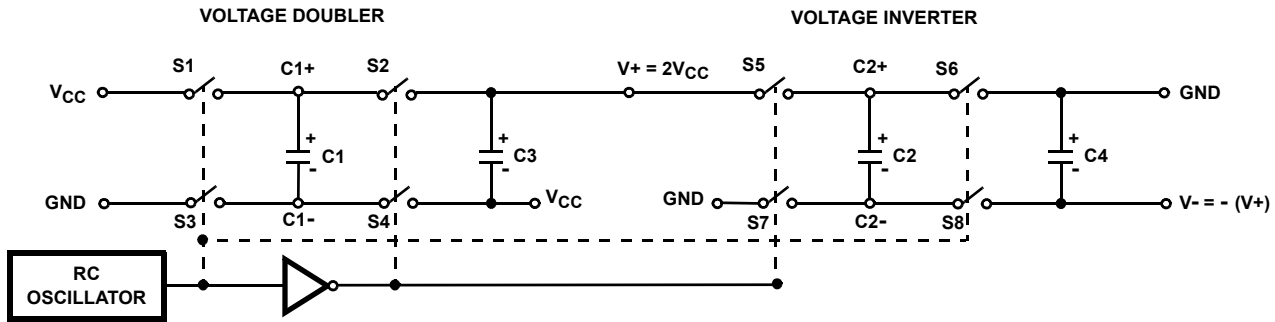 VOLTAGE DOUBLER
VOLTAGE INVERTER
S1
C1+
S2
V+ = 2VCC
S5
C2+
S6
VCC
GND
+
C1
-
+
C3
-
+
C2
-
+
C4
-
GND
S3
C1-
S4
VCC
GND
S7
C2-
S8
V- = - (V+)
RC
OSCILLATOR